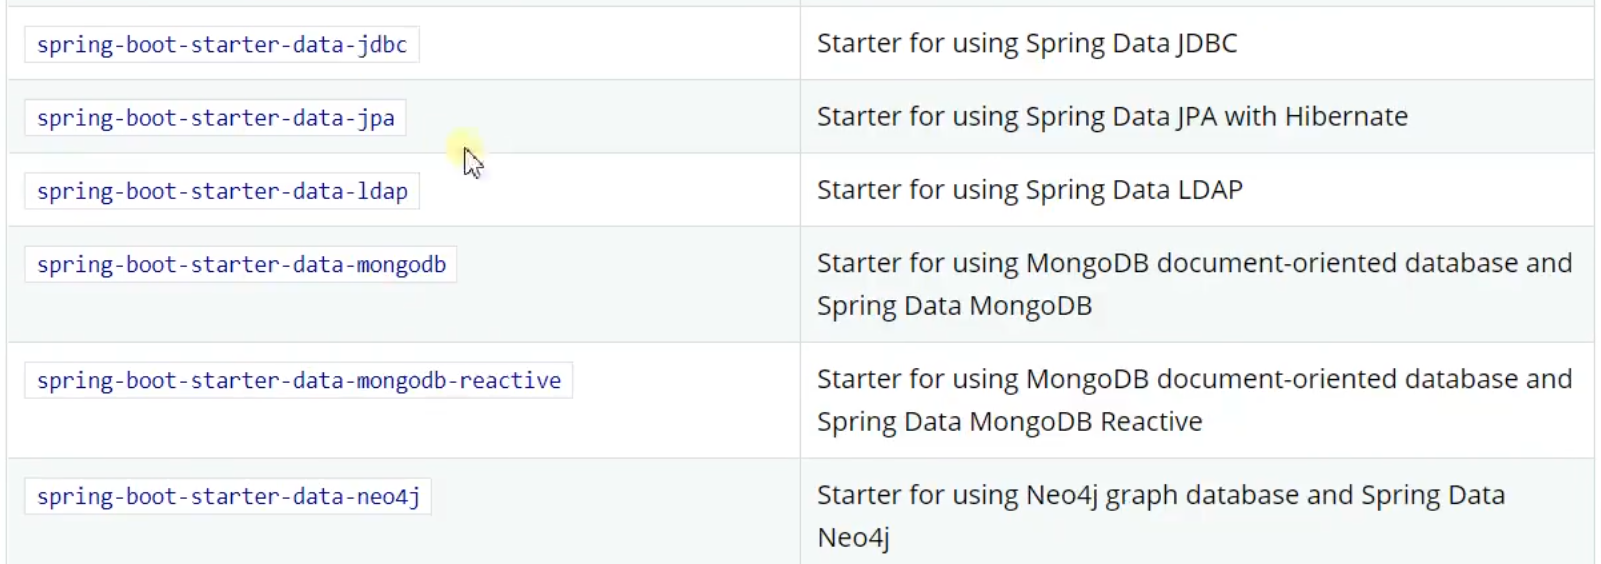 spring-boot-starter-data-jdbc
Starter for using Spring Data JDBC
spring-boot-starter-data-jpa
Starter for using Spring Data JPA with Hibernate
spring-boot-starter-data-ldap
Starter for using Spring Data LDAP
spring-boot-starter-data-mongodb
Starter for using MongoDB document-oriented database and
Spring Data MongoDB
spring-boot-starter-data-mongodb-reactive
Starter for using MongoDB document-oriented database and
Spring Data MongoDB Reactive
spring-boot-starter-data-neo4j
Starter for using Neo4j graph database and Spring Data
Neo4j